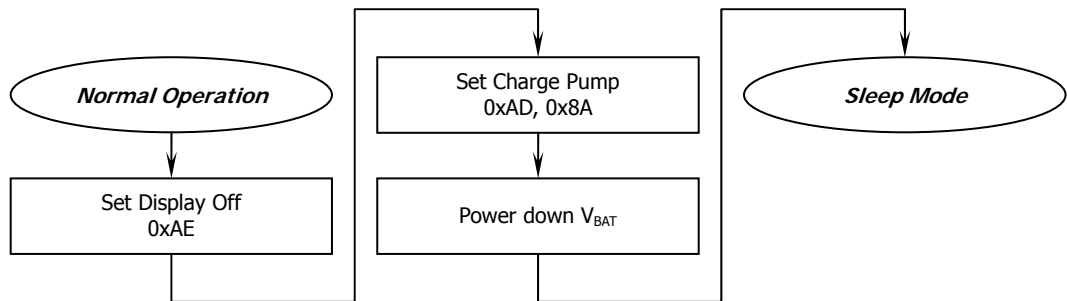 Normal Operation
Set Display Off
0xAE
Set Charge Pump
0xAD, 0x8A
Power down VBAT
Sleep Mode